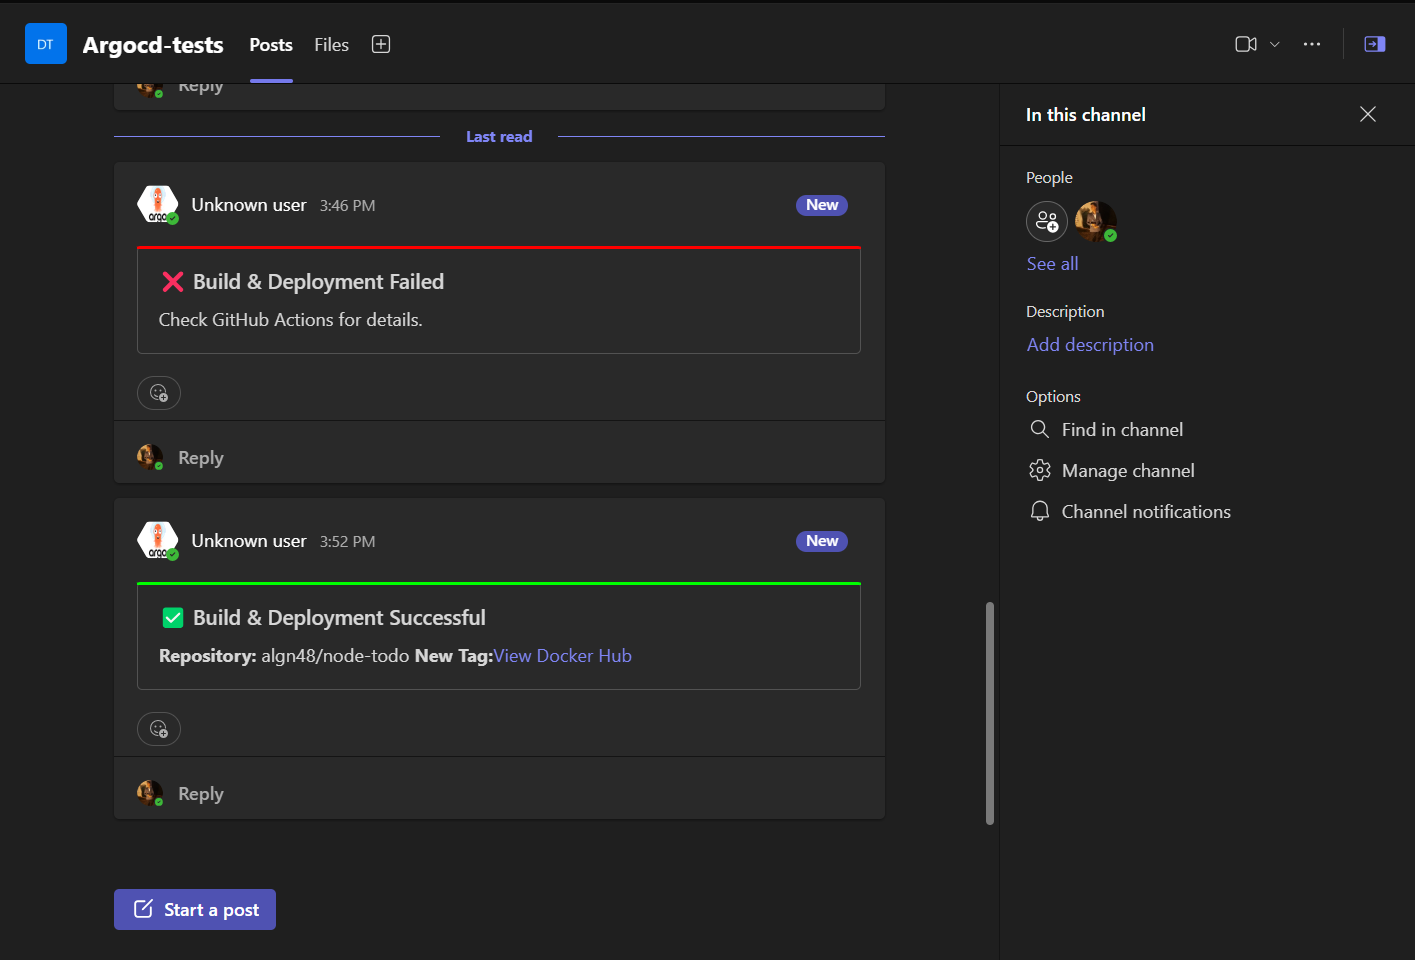 DT Argocd-tests Posts Files
Reply
Last read
Unknown user 3:46 PM New
argo
Build & Deployment Failed
Check GitHub Actions for details.
Reply
Unknown user 3:52 PM New
argo
Build & Deployment Successful
Repository: algn48/node-todo New Tag:View Docker Hub
Reply
Start a post
In this channel
People
See all
Description
Add description
Options
Find in channel
Manage channel
Channel notifications